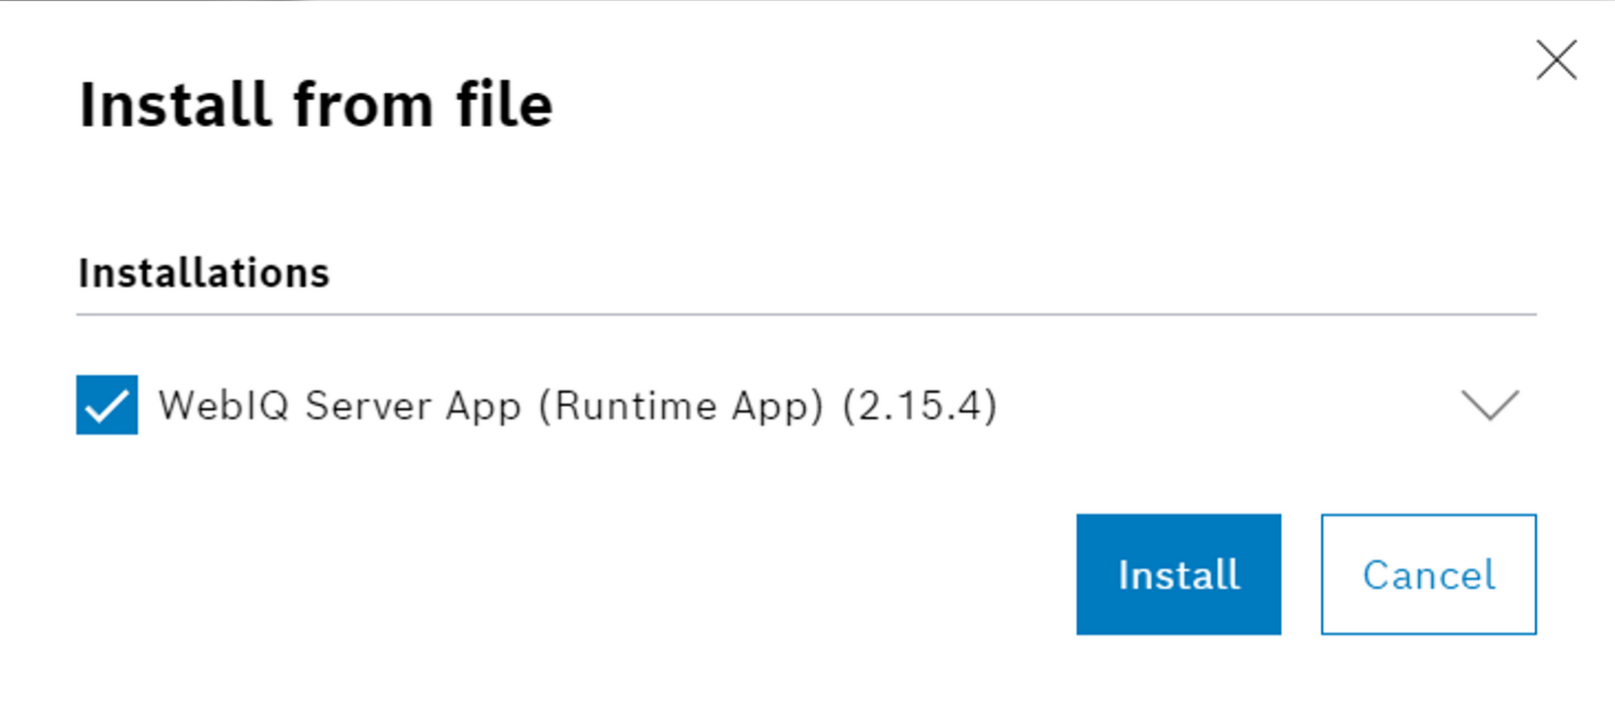 Install from file
Installations
WebIQ Server App (Runtime App) (2.15.4)
Install
Cancel